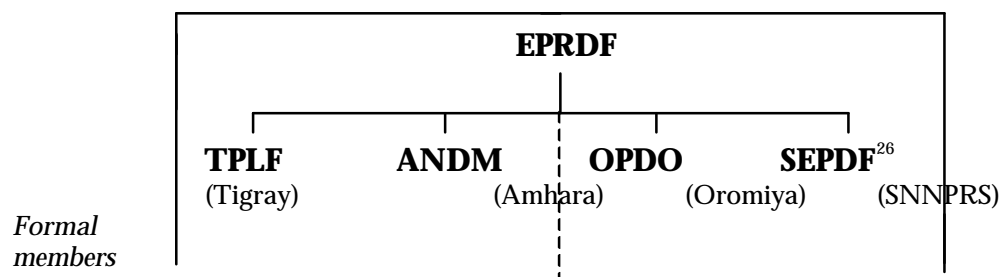 EPRDF
TPLF ANDM OPDO SEPDF26
(Tigray) (Amhara) (Oromiya) (SNNPRS)
Formal
members